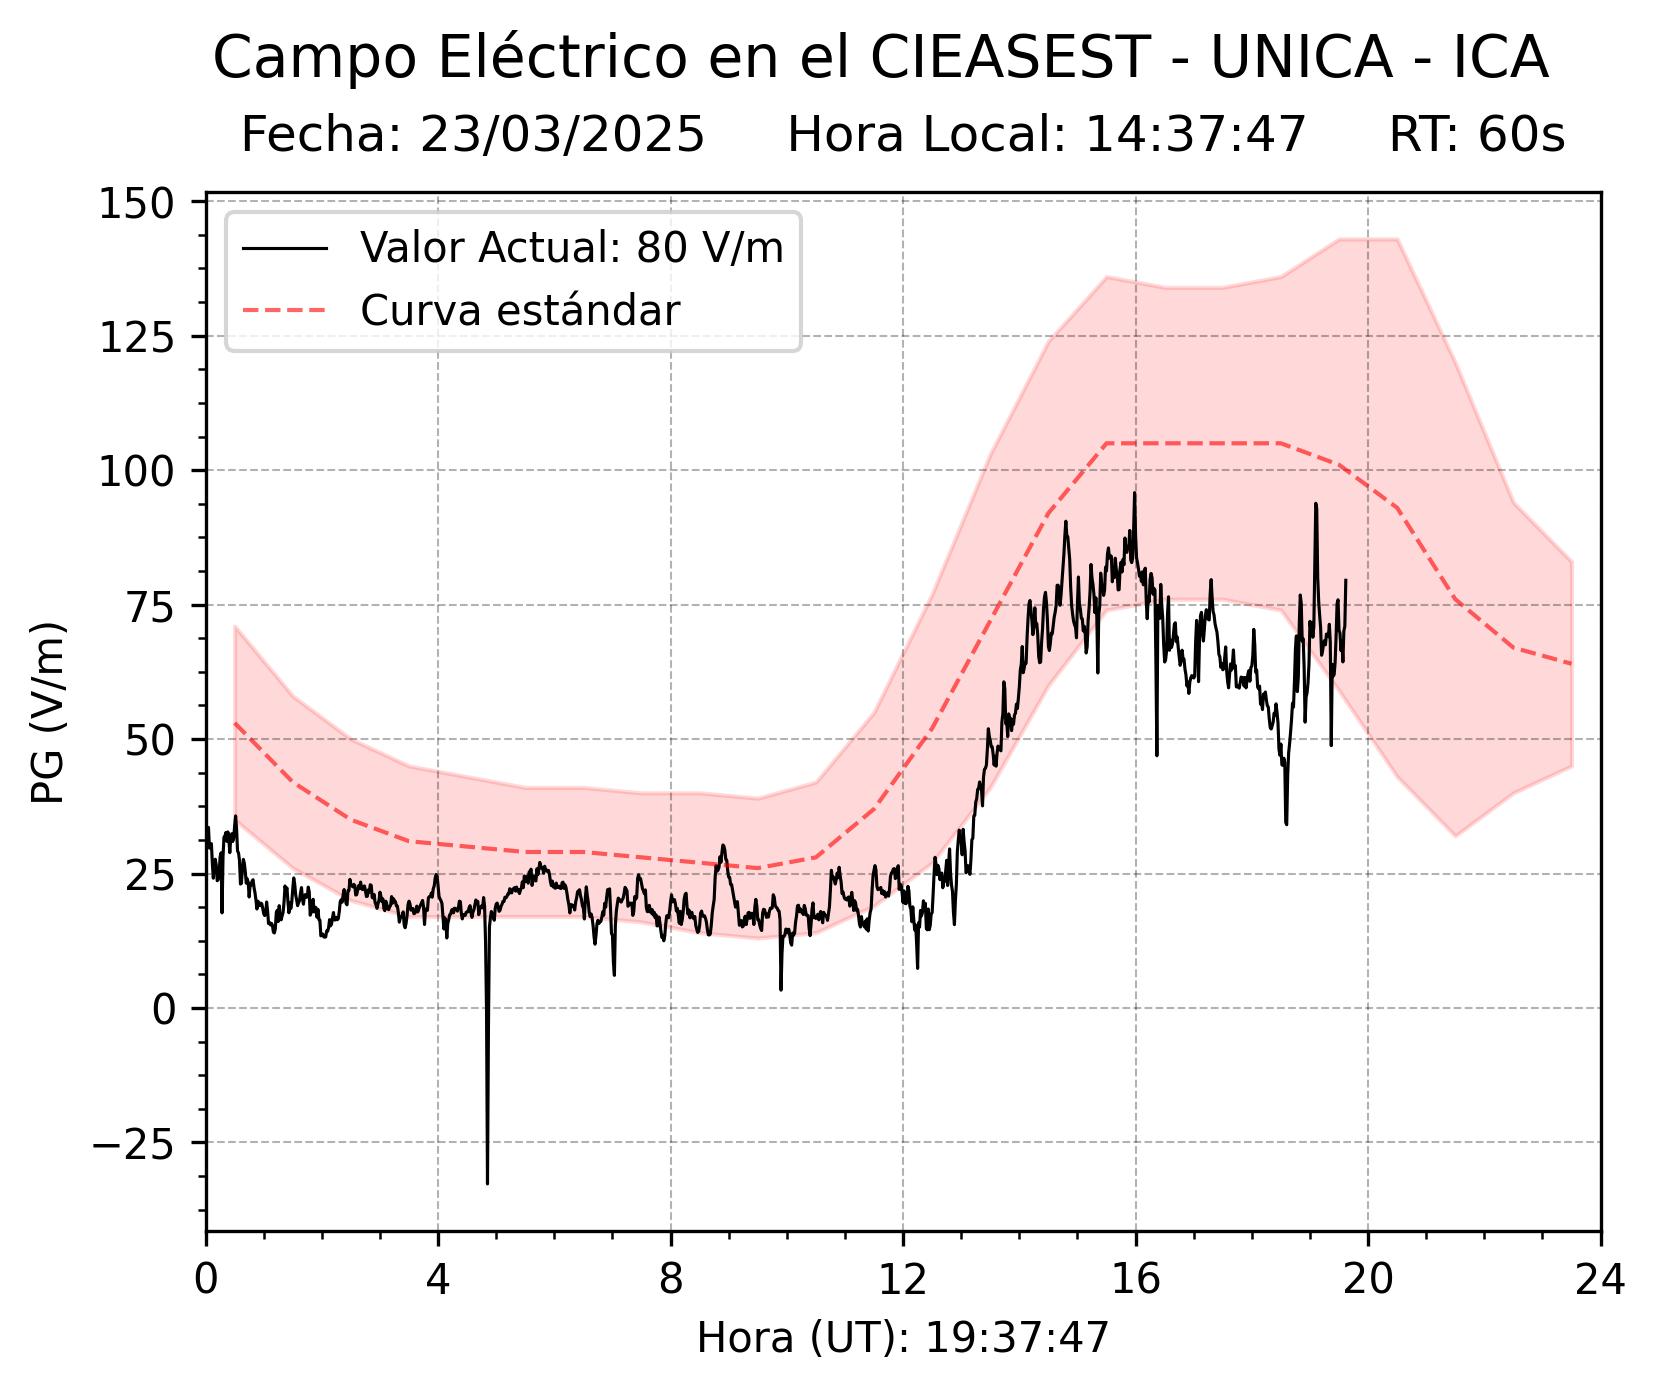 Campo Eléctrico en el CIEASEST - UNICA - ICA
Fecha: 23/03/2025 Hora Local: 14:37:47 RT: 60s
Valor Actual: 80 V/m
Curva estándar
150
125
100
75
50
25
0
−25
PG (V/m)
0 4 8 12 16 20 24
Hora (UT): 19:37:47